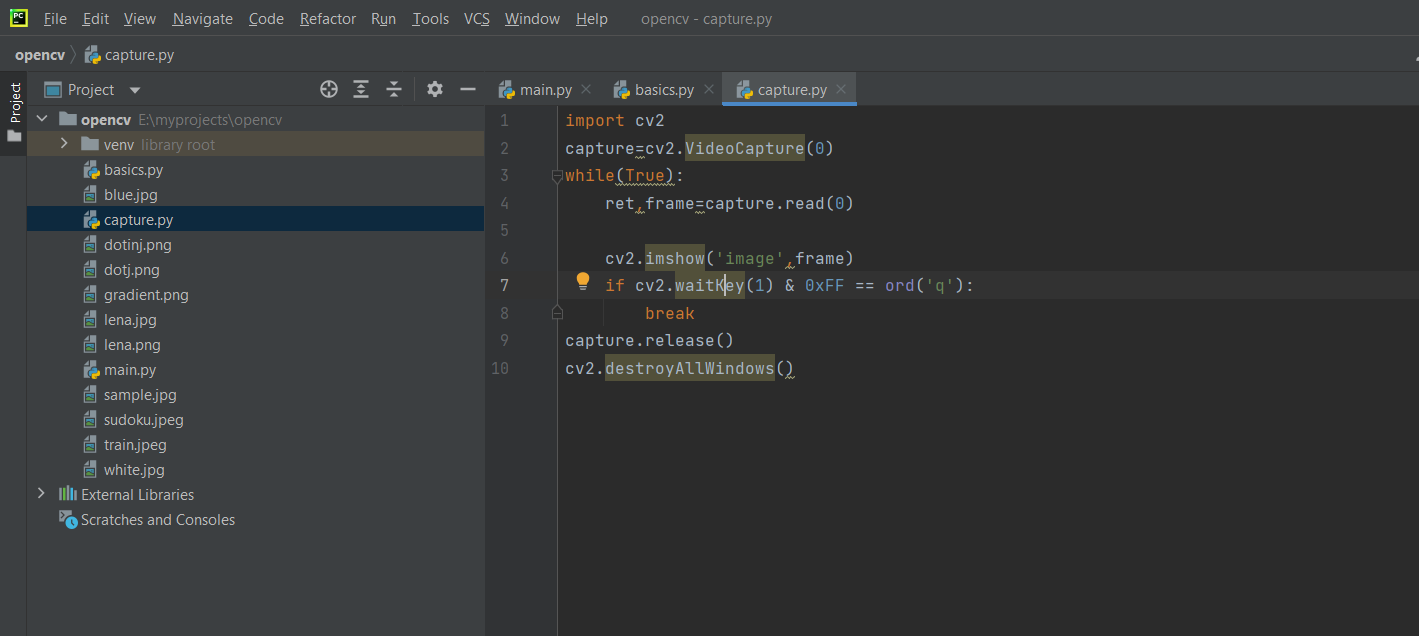 PC File Edit View Navigate Code Refactor Run Tools VCS Window Help opencv - capture.py
opencv capture.py
Project
Project
main.py basics.py capture.py
opencv E:\myprojects\opencv
venv library root
basics.py
blue.jpg
capture.py
dotinj.png
dotj.png
gradient.png
lena.jpg
lena.png
main.py
sample.jpg
sudoku.jpeg
train.jpeg
white.jpg
External Libraries
Scratches and Consoles
1 import cv2
2 capture=cv2.VideoCapture(0)
3 while(True):
4     ret,frame=capture.read(0)
5
6     cv2.imshow('image',frame)
7     if cv2.waitKey(1) & 0xFF == ord('q'):
8         break
9 capture.release()
10 cv2.destroyAllWindows()